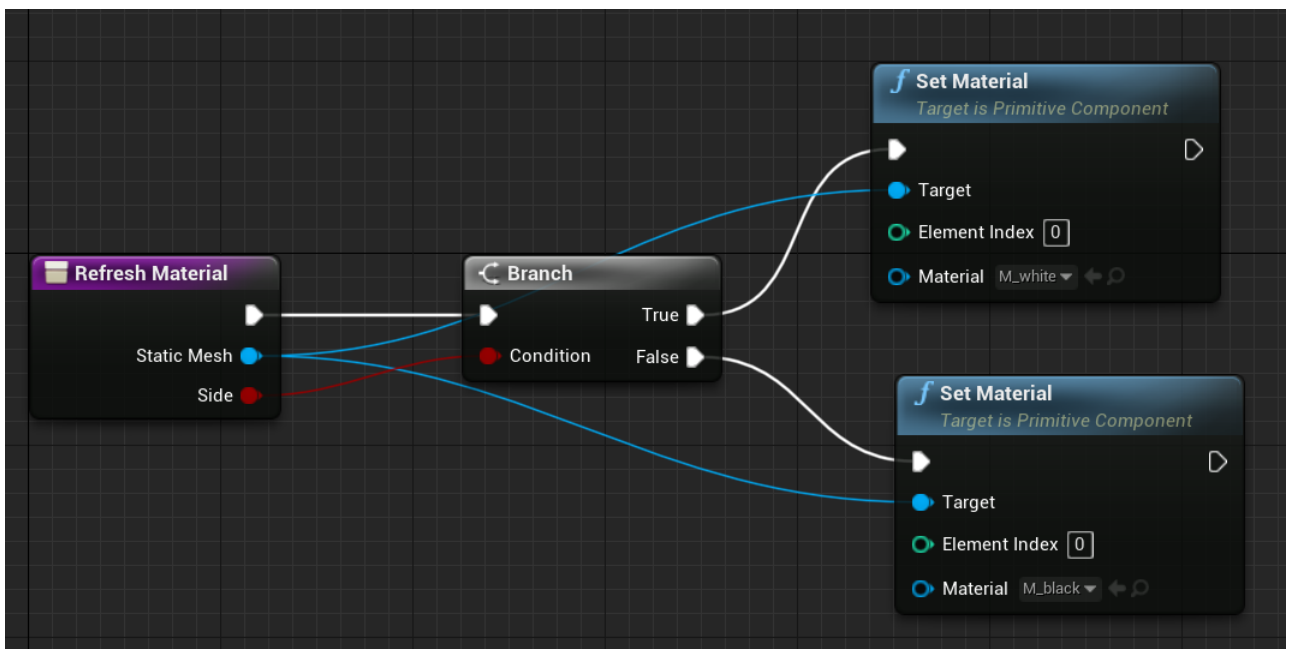 Refresh Material
Static Mesh
Side
Branch
True
Condition
False
Set Material
Target is Primitive Component
Target
Element Index 0
Material M_white
Set Material
Target is Primitive Component
Target
Element Index 0
Material M_black